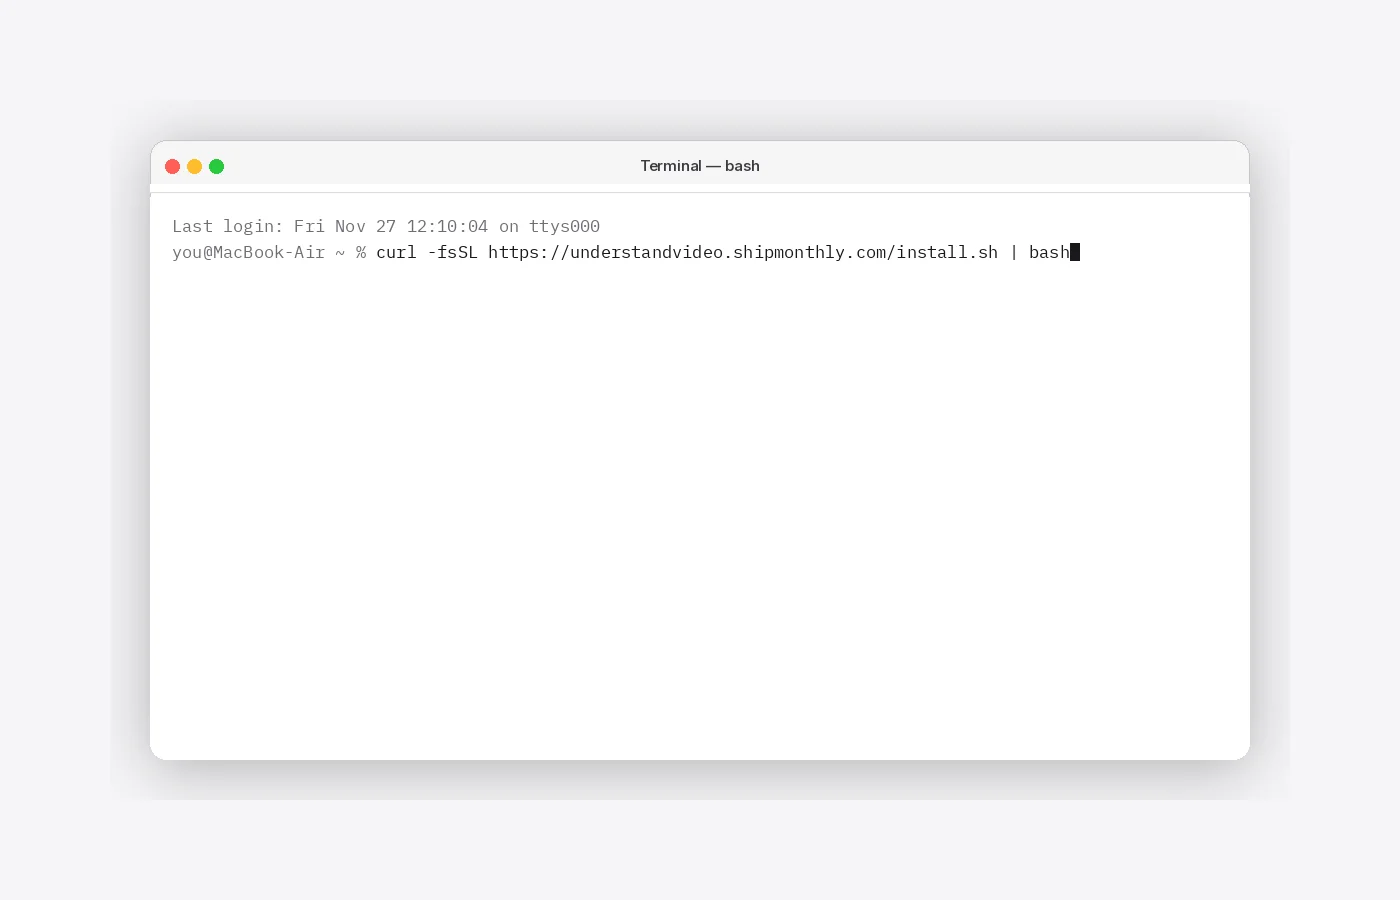 Terminal — bash
Last login: Fri Nov 27 12:10:04 on ttys000
you@MacBook-Air ~ % curl -fsSL https://understandvideo.shipmonthly.com/install.sh | bash